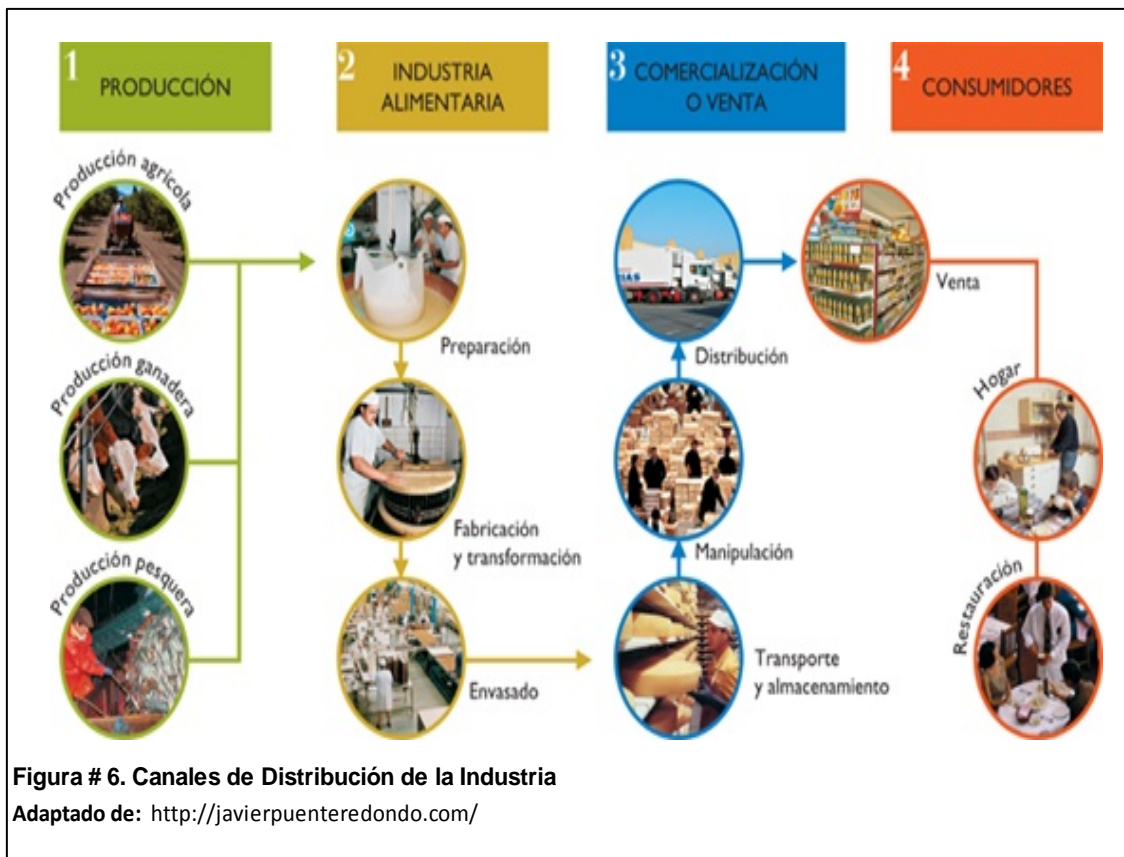 1 PRODUCCIÓN
2 INDUSTRIA
ALIMENTARIA
3 COMERCIALIZACIÓN
O VENTA
4 CONSUMIDORES
Producción agrícola
Preparación
Distribución
Venta
Producción ganadera
Fabricación
y transformación
Manipulación
Hogar
Producción pesquera
Envasado
Transporte
y almacenamiento
Restauración
Figura # 6. Canales de Distribución de la Industria
Adaptado de: http://javierpuenteredondo.com/